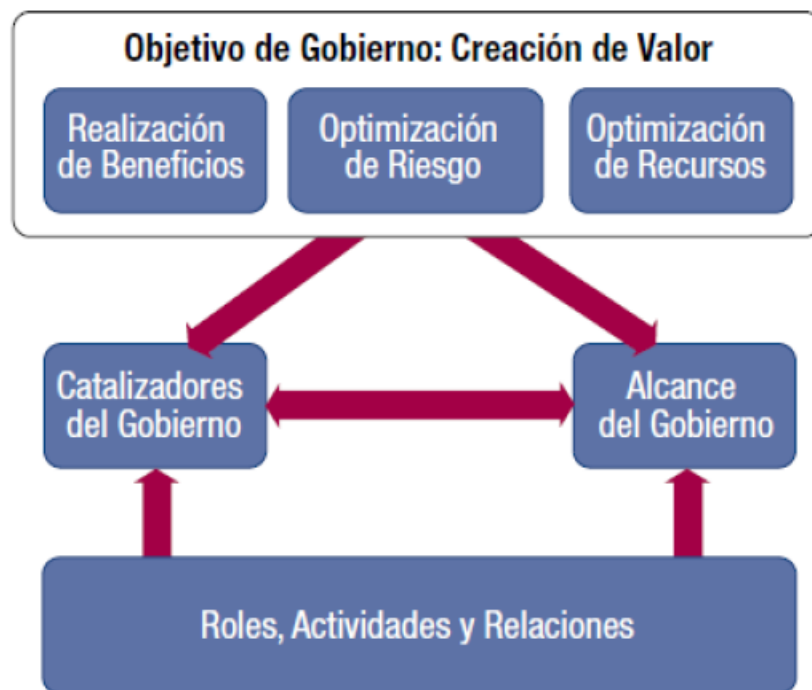 Objetivo de Gobierno: Creación de Valor
Realización
de Beneficios
Optimización
de Riesgo
Optimización
de Recursos
Catalizadores
del Gobierno
Alcance
del Gobierno
Roles, Actividades y Relaciones